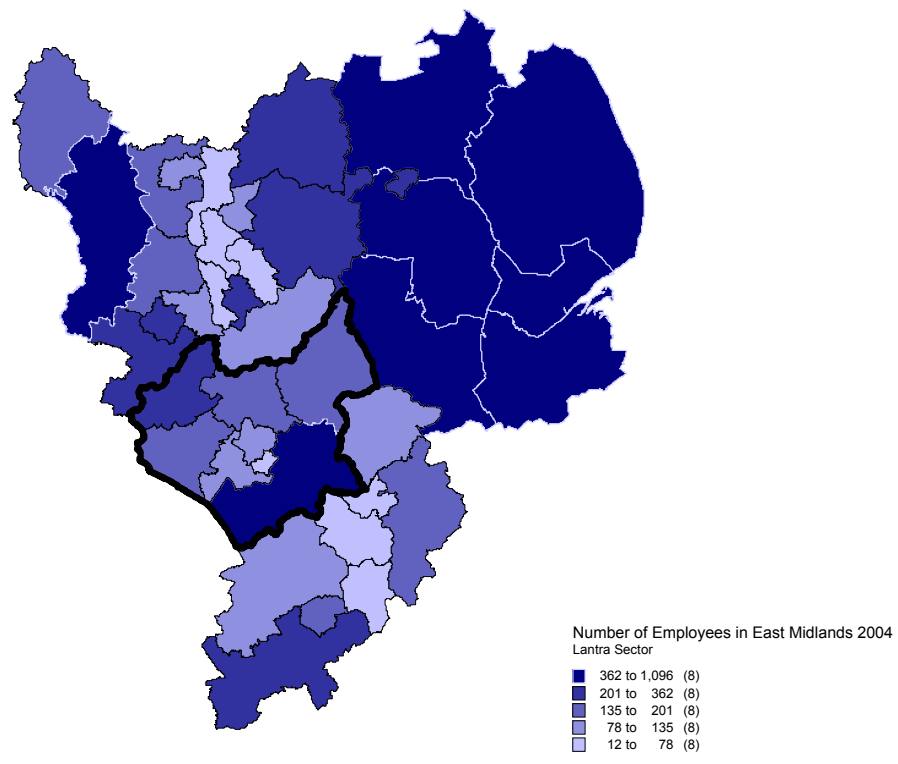 Number of Employees in East Midlands 2004
Lantra Sector
362 to 1,096 (8)
201 to 362 (8)
135 to 201 (8)
78 to 135 (8)
12 to 78 (8)